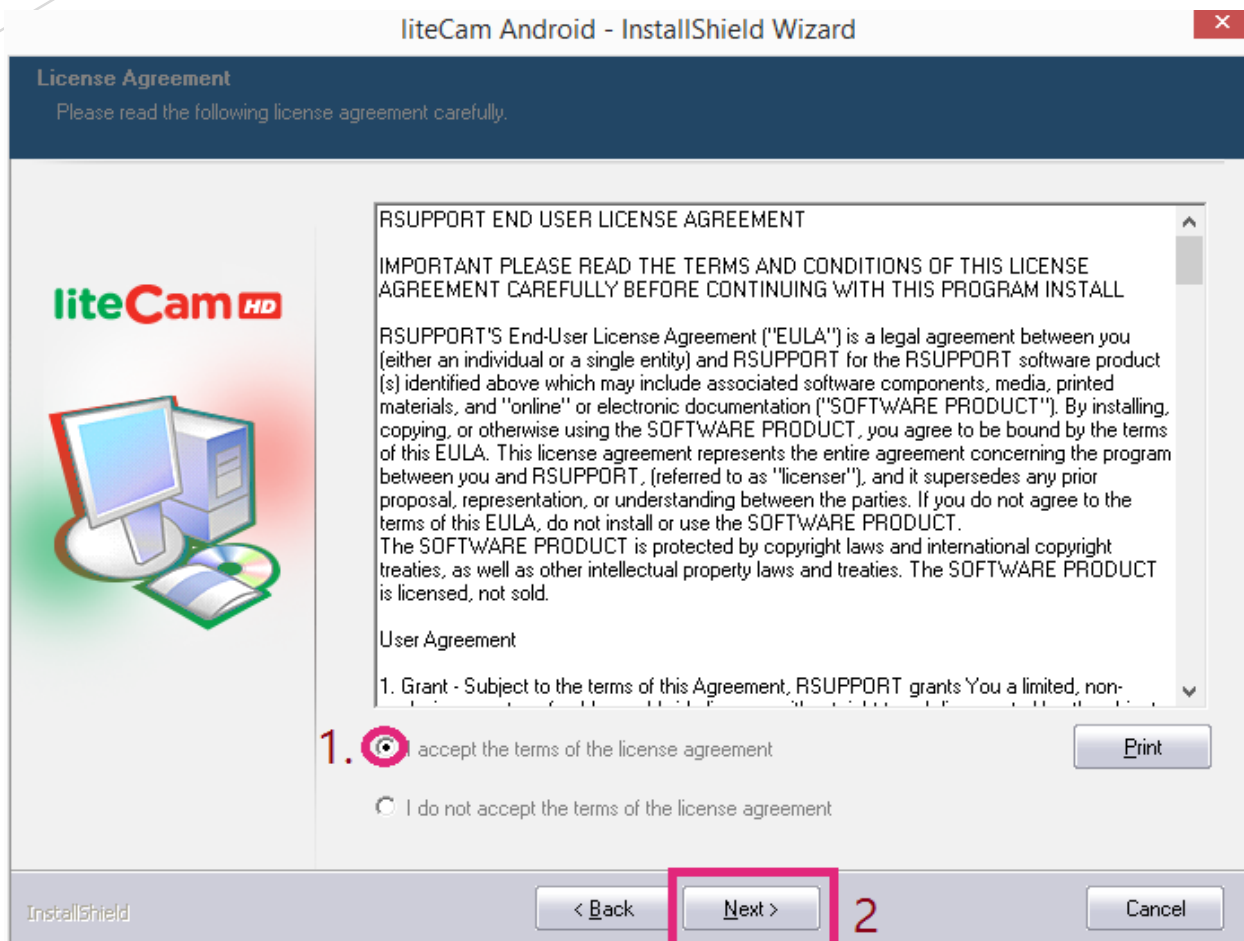 liteCam Android - InstallShield Wizard
License Agreement
Please read the following license agreement carefully.
liteCam HD
RSUPPORT END USER LICENSE AGREEMENT
IMPORTANT PLEASE READ THE TERMS AND CONDITIONS OF THIS LICENSE
AGREEMENT CAREFULLY BEFORE CONTINUING WITH THIS PROGRAM INSTALL
RSUPPORT'S End-User License Agreement ("EULA") is a legal agreement between you
(either an individual or a single entity) and RSUPPORT for the RSUPPORT software product
(s) identified above which may include associated software components, media, printed
materials, and "online" or electronic documentation ("SOFTWARE PRODUCT"). By installing,
copying, or otherwise using the SOFTWARE PRODUCT, you agree to be bound by the terms
of this EULA. This license agreement represents the entire agreement concerning the program
between you and RSUPPORT, (referred to as "licenser"), and it supersedes any prior
proposal, representation, or understanding between the parties. If you do not agree to the
terms of this EULA, do not install or use the SOFTWARE PRODUCT.
The SOFTWARE PRODUCT is protected by copyright laws and international copyright
treaties, as well as other intellectual property laws and treaties. The SOFTWARE PRODUCT
is licensed, not sold.
User Agreement
1. Grant - Subject to the terms of this Agreement, RSUPPORT grants You a limited, non-
1. I accept the terms of the license agreement
Print
I do not accept the terms of the license agreement
InstallShield
< Back
Next >
2
Cancel